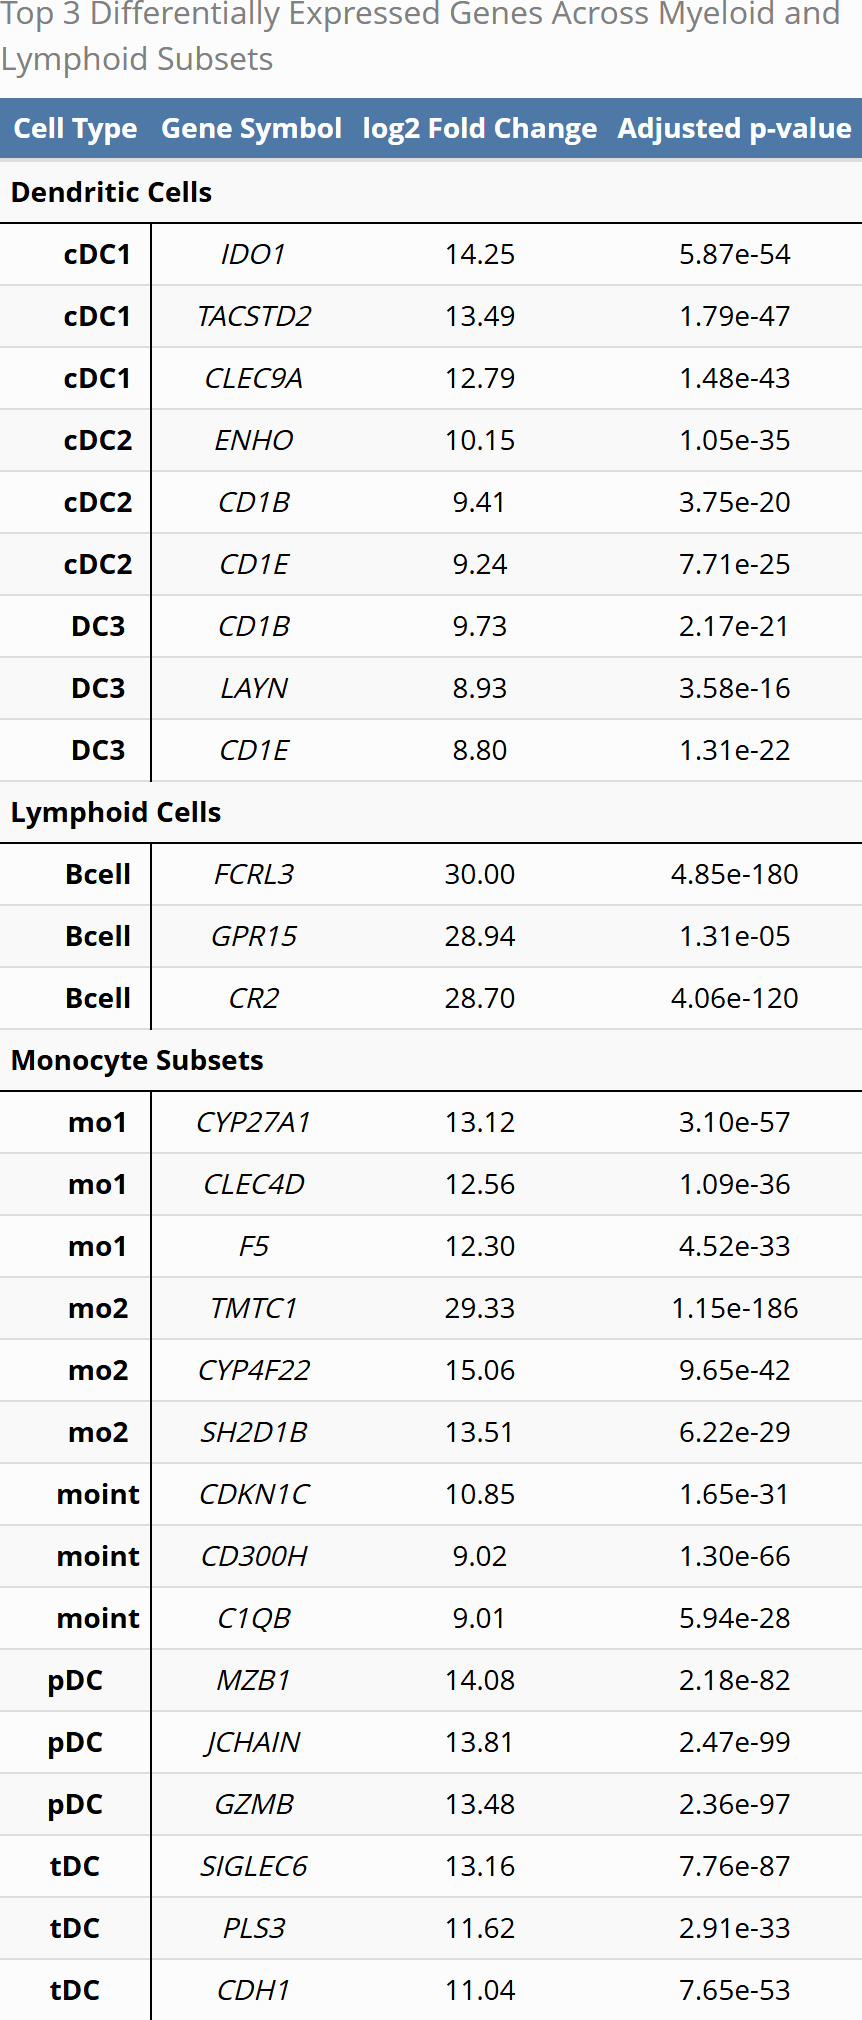 Top 3 Differentially Expressed Genes Across Myeloid and
Lymphoid Subsets
Cell Type Gene Symbol log2 Fold Change Adjusted p-value
Dendritic Cells
cDC1 IDO1 14.25 5.87e-54
cDC1 TACSTD2 13.49 1.79e-47
cDC1 CLEC9A 12.79 1.48e-43
cDC2 ENHO 10.15 1.05e-35
cDC2 CD1B 9.41 3.75e-20
cDC2 CD1E 9.24 7.71e-25
DC3 CD1B 9.73 2.17e-21
DC3 LAYN 8.93 3.58e-16
DC3 CD1E 8.80 1.31e-22
Lymphoid Cells
Bcell FCRL3 30.00 4.85e-180
Bcell GPR15 28.94 1.31e-05
Bcell CR2 28.70 4.06e-120
Monocyte Subsets
mo1 CYP27A1 13.12 3.10e-57
mo1 CLEC4D 12.56 1.09e-36
mo1 F5 12.30 4.52e-33
mo2 TMTC1 29.33 1.15e-186
mo2 CYP4F22 15.06 9.65e-42
mo2 SH2D1B 13.51 6.22e-29
moint CDKN1C 10.85 1.65e-31
moint CD300H 9.02 1.30e-66
moint C1QB 9.01 5.94e-28
pDC MZB1 14.08 2.18e-82
pDC JCHAIN 13.81 2.47e-99
pDC GZMB 13.48 2.36e-97
tDC SIGLEC6 13.16 7.76e-87
tDC PLS3 11.62 2.91e-33
tDC CDH1 11.04 7.65e-53